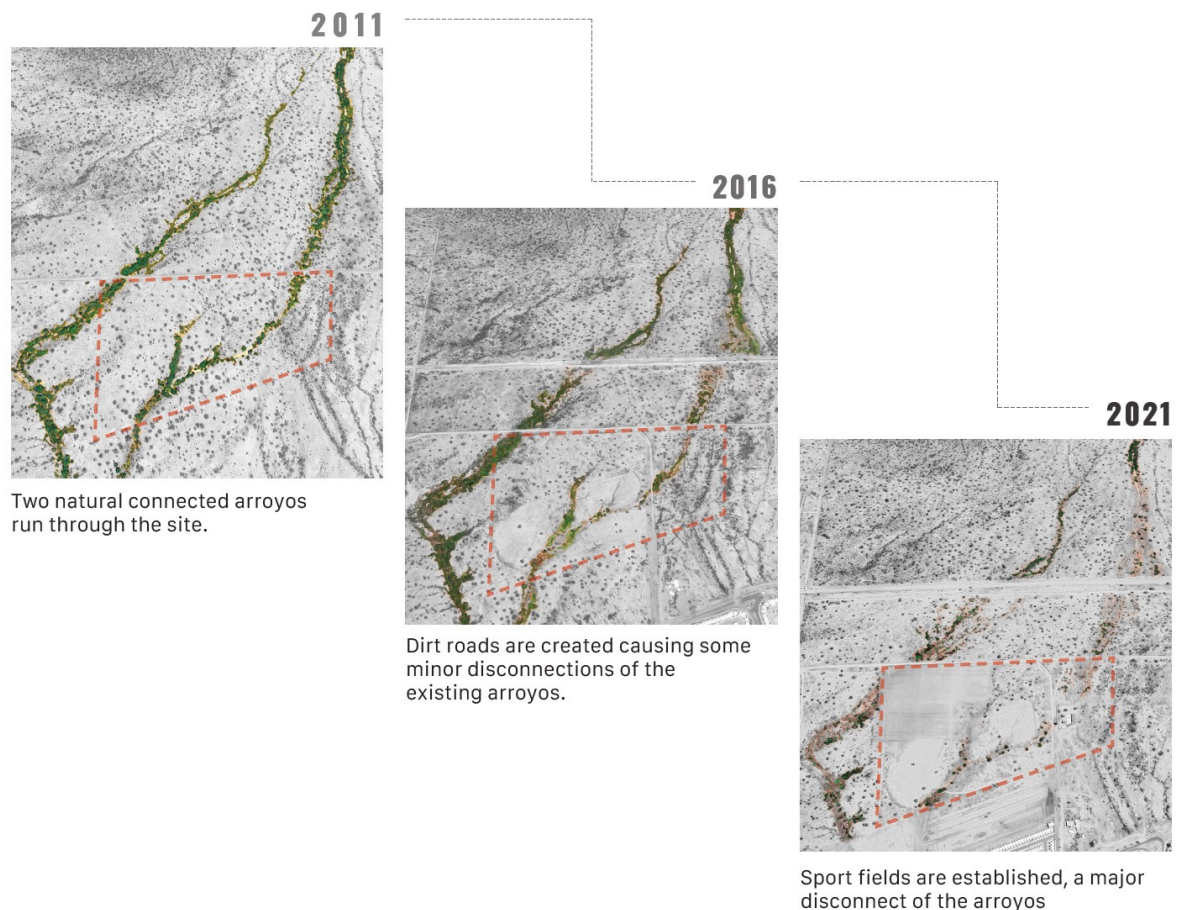 2011
Two natural connected arroyos
run through the site.
2016
Dirt roads are created causing some
minor disconnections of the
existing arroyos.
2021
Sport fields are established, a major
disconnect of the arroyos